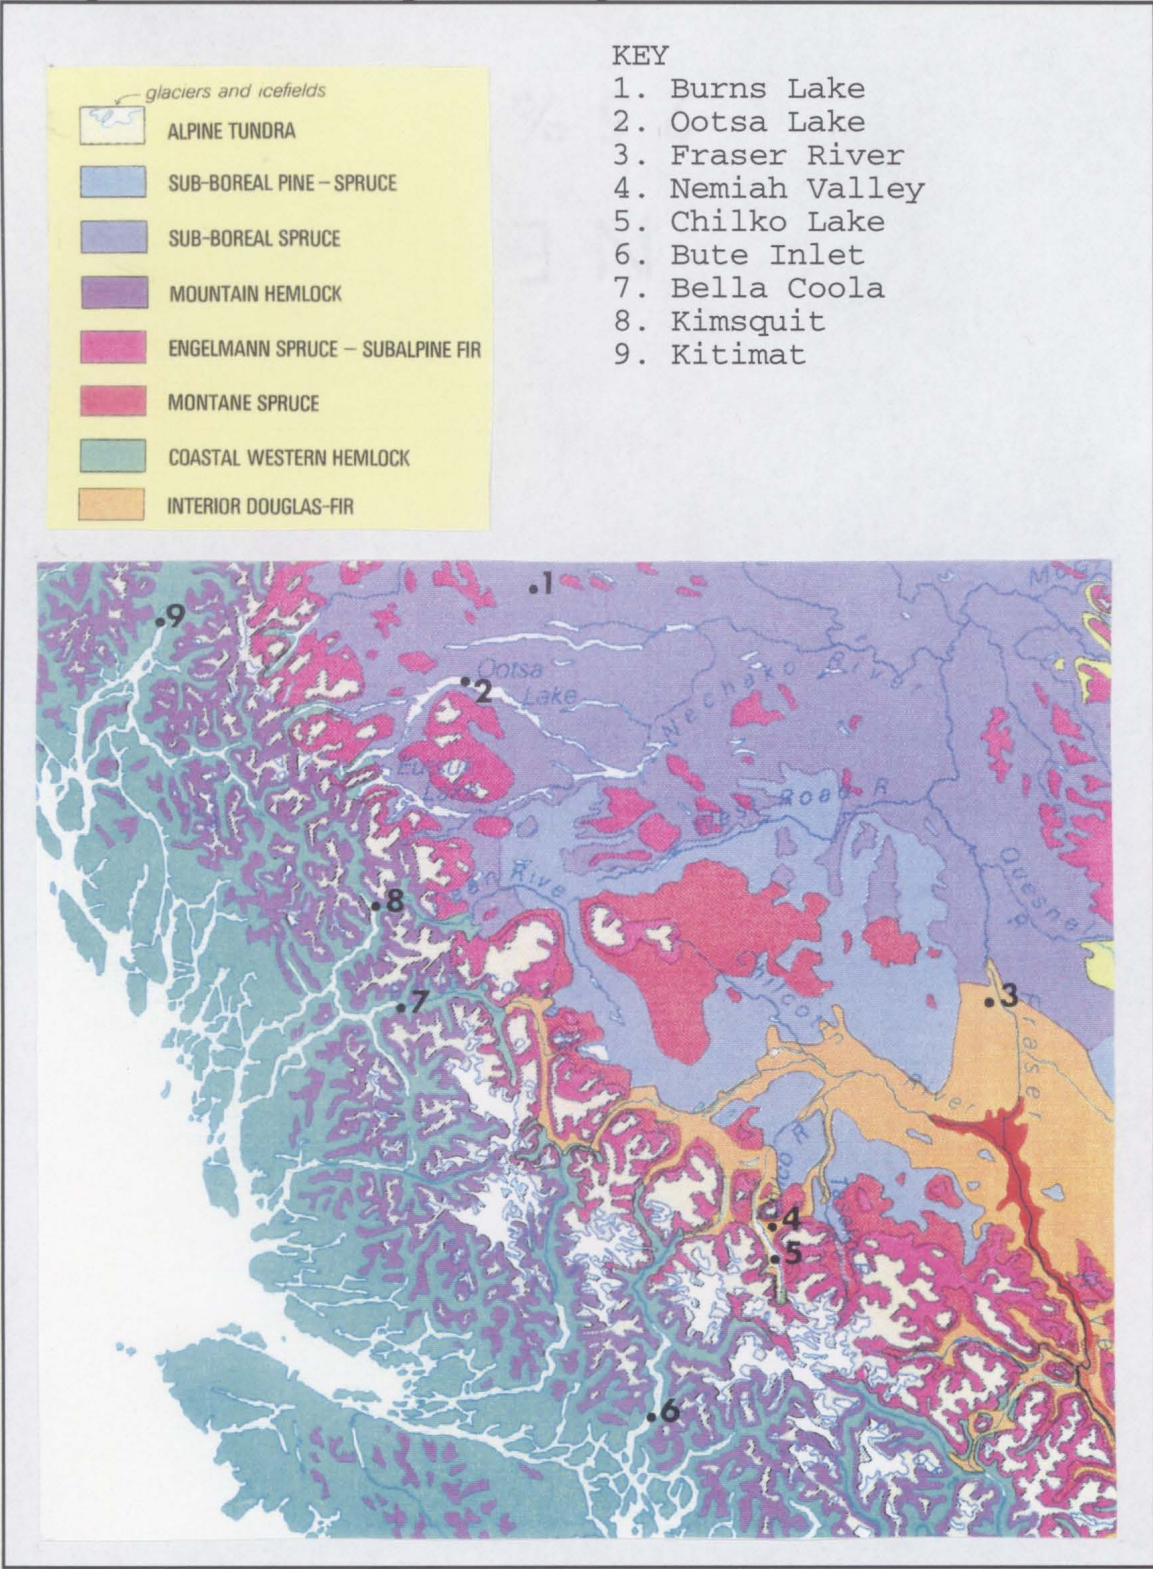 KEY
1. Burns Lake
2. Ootsa Lake
3. Fraser River
4. Nemiah Valley
5. Chilko Lake
6. Bute Inlet
7. Bella Coola
8. Kimsquit
9. Kitimat
glaciers and icefields
ALPINE TUNDRA
SUB-BOREAL PINE – SPRUCE
SUB-BOREAL SPRUCE
MOUNTAIN HEMLOCK
ENGELMANN SPRUCE – SUBALPINE FIR
MONTANE SPRUCE
COASTAL WESTERN HEMLOCK
INTERIOR DOUGLAS-FIR
1
9
Ootsa
2
Lake
Nechako
Road R
River
Quesnel
R
8
7
3
Fraser
River
4
5
6